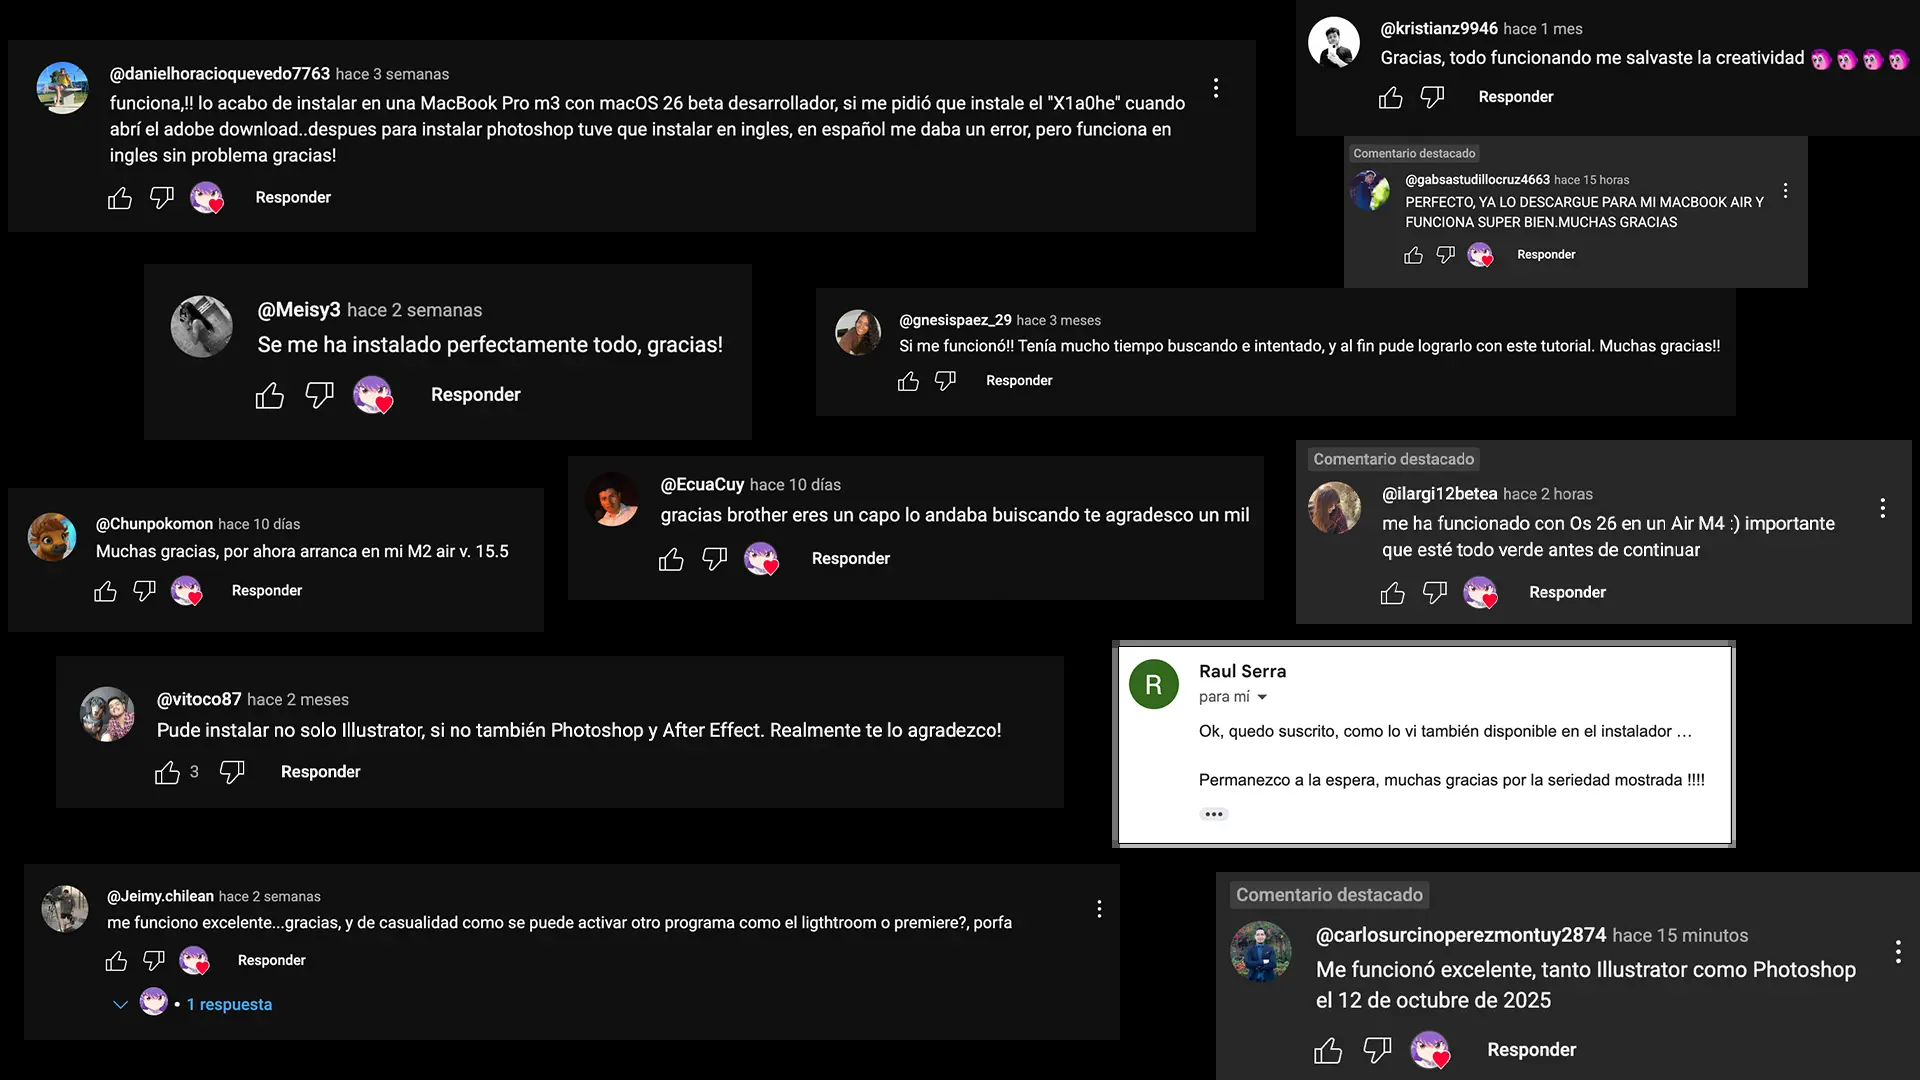 @danielhoracioquevedo7763 hace 3 semanas
funciona,!! lo acabo de instalar en una MacBook Pro m3 con macOS 26 beta desarrollador, si me pidió que instale el "X1a0he" cuando
abrí el adobe download..despues para instalar photoshop tuve que instalar en ingles, en español me daba un error, pero funciona en
ingles sin problema gracias!
Responder
@kristianz9946 hace 1 mes
Gracias, todo funcionando me salvaste la creatividad
Responder
Comentario destacado
@gabsastudillocruz4663 hace 15 horas
PERFECTO, YA LO DESCARGUE PARA MI MACBOOK AIR Y
FUNCIONA SUPER BIEN.MUCHAS GRACIAS
Responder
@Meisy3 hace 2 semanas
Se me ha instalado perfectamente todo, gracias!
Responder
@gnesispaez_29 hace 3 meses
Si me funcionó!! Tenía mucho tiempo buscando e intentado, y al fin pude lograrlo con este tutorial. Muchas gracias!!
Responder
@Chunpokomon hace 10 días
Muchas gracias, por ahora arranca en mi M2 air v. 15.5
Responder
@EcuaCuy hace 10 días
gracias brother eres un capo lo andaba buiscando te agradesco un mil
Responder
Comentario destacado
@ilargi12betea hace 2 horas
me ha funcionado con Os 26 en un Air M4 :) importante
que esté todo verde antes de continuar
Responder
@vitoco87 hace 2 meses
Pude instalar no solo Illustrator, si no también Photoshop y After Effect. Realmente te lo agradezco!
3 Responder
R
Raul Serra
para mí
Ok, quedo suscrito, como lo vi también disponible en el instalador …
Permanezco a la espera, muchas gracias por la seriedad mostrada !!!!
•••
@Jeimy.chilean hace 2 semanas
me funciono excelente...gracias, y de casualidad como se puede activar otro programa como el ligthtroom o premiere?, porfa
Responder
• 1 respuesta
Comentario destacado
@carlosurcinoperezmontuy2874 hace 15 minutos
Me funcionó excelente, tanto Illustrator como Photoshop
el 12 de octubre de 2025
Responder